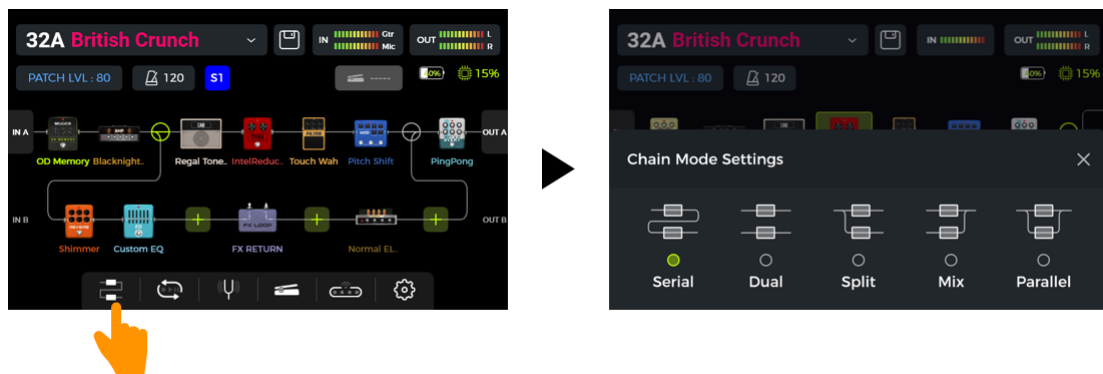 32A British Crunch
IN
Gtr
Mic
OUT
L
R
PATCH LVL : 80
120
S1
-----
15%
IN A
OUT A
OD Memory
Blacknight..
Regal Tone..
IntelReduc..
Touch Wah
Pitch Shift
PingPong
IN B
OUT B
Shimmer
Custom EQ
FX LOOP
FX RETURN
Normal EL..
32A British Crunch
IN
OUT
L
R
PATCH LVL : 80
120
15%
Chain Mode Settings
Serial
Dual
Split
Mix
Parallel